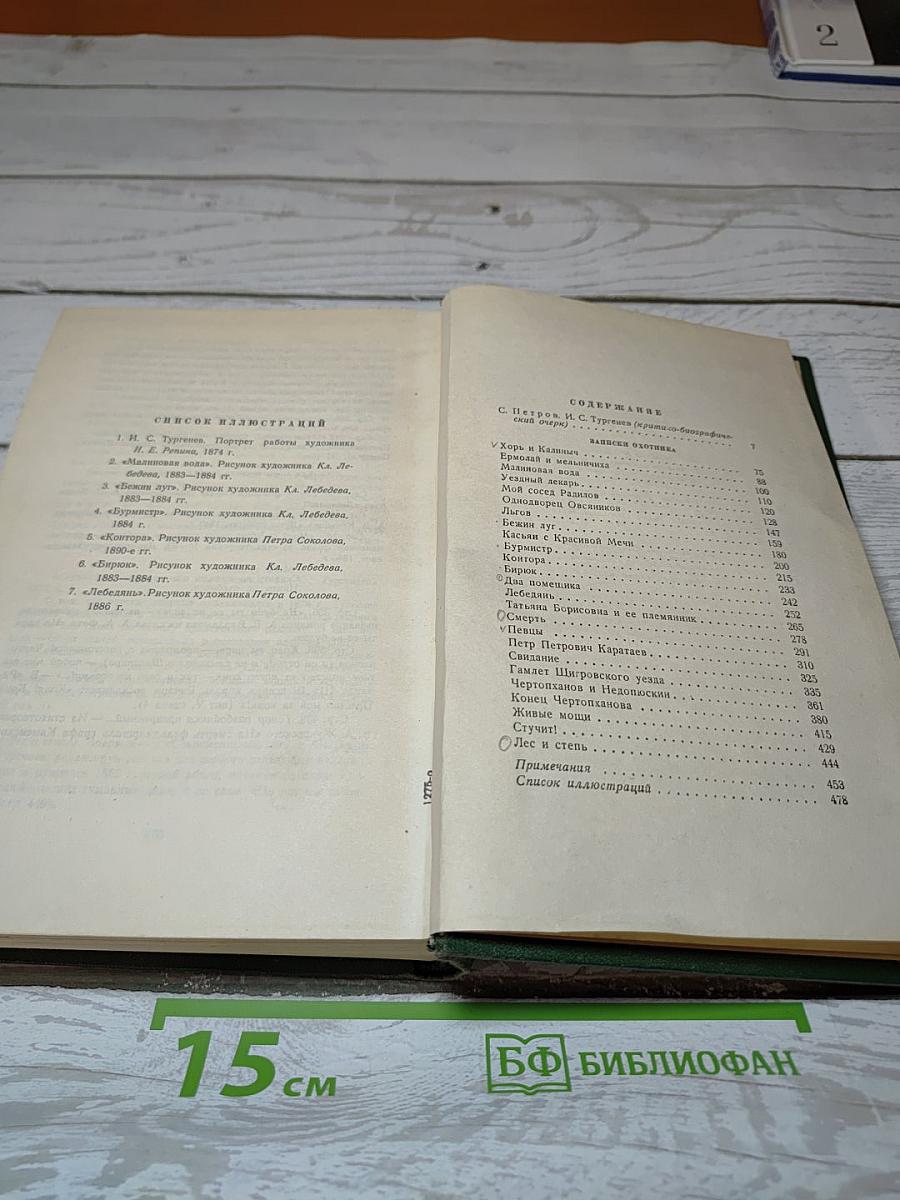 2
СПИСОК ИЛЛЮСТРАЦИЙ
1. И. С. Тургенев. Портрет работы художника
И. Е. Репина, 1874 г.
2. «Малиновая вода». Рисунок художника Кл. Ле-
бедева, 1883—1884 гг.
3. «Бежин луг». Рисунок художника Кл. Лебедева,
1883—1884 гг.
4. «Бурмистр». Рисунок художника Кл. Лебедева,
1884 г.
5. «Контора». Рисунок художника Петра Соколова,
1890-е гг.
6. «Бирюк». Рисунок художника Кл. Лебедева,
1883—1884 гг.
7. «Лебедянь». Рисунок художника Петра Соколова,
1886 г.
СОДЕРЖАНИЕ
С. Петров. И. С. Тургенев (критико-биографиче-
ский очерк) . . . 7
ЗАПИСКИ ОХОТНИКА
Хорь и Калиныч . . . 75
Ермолай и мельничиха . . . 88
Малиновая вода . . . 100
Уездный лекарь . . . 110
Мой сосед Радилов . . . 120
Однодворец Овсяников . . . 128
Льгов . . . 147
Бежин луг . . . 159
Касьян с Красивой Мечи . . . 180
Бурмистр . . . 200
Контора . . . 215
Бирюк . . . 233
Два помещика . . . 242
Лебедянь . . . 252
Татьяна Борисовна и ее племянник . . . 265
Смерть . . . 278
Певцы . . . 291
Петр Петрович Каратаев . . . 310
Свидание . . . 325
Гамлет Щигровского уезда . . . 335
Чертопханов и Недопюскин . . . 361
Конец Чертопханова . . . 380
Живые мощи . . . 415
Стучит! . . . 429
Лес и степь . . . 444
Примечания . . . 453
Список иллюстраций . . . 478
15 см
БФ БИБЛИОФАН